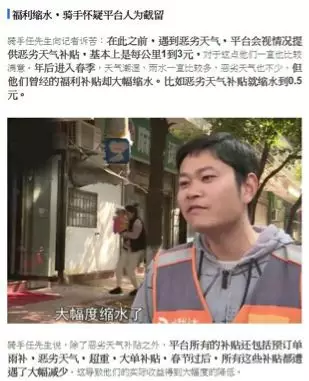 福利缩水·骑手怀疑平台人为截留
骑手任先生向记者诉苦：在此之前·遇到恶劣天气·平台会视情况提
供恶劣天气补贴·基本上是每公里1到3元，对于这点他们一直也比较
满意。年后进入春季，天气潮湿，雨水一直比较多，恶劣天气也不少。但
他们曾经的福利补贴却大幅缩水。比如恶劣天气补贴就缩水到0.5
元。
大幅度缩水了
骑手任先生说，除了恶劣天气补贴之外，平台所有的补贴还包括预订单
雨补·恶劣天气·超重·大单补贴·春节过后·所有这些补贴都遭
遇了大幅减少。这导致他们的实际收益得到大幅度的降低。